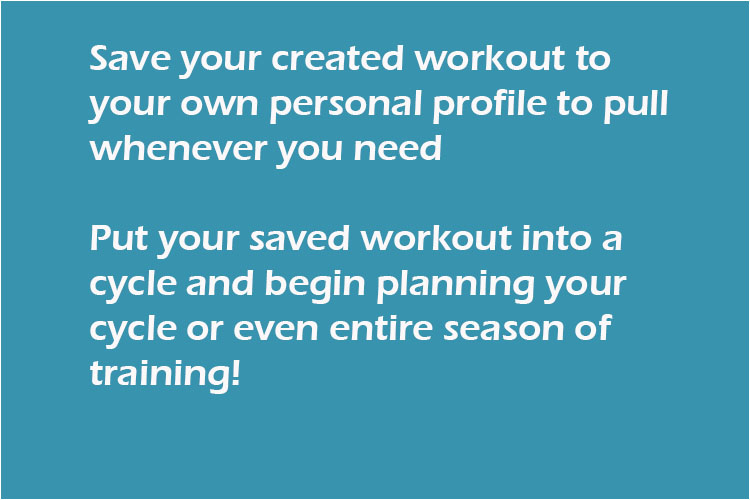 Save your created workout to
your own personal profile to pull
whenever you need
Put your saved workout into a
cycle and begin planning your
cycle or even entire season of
training!